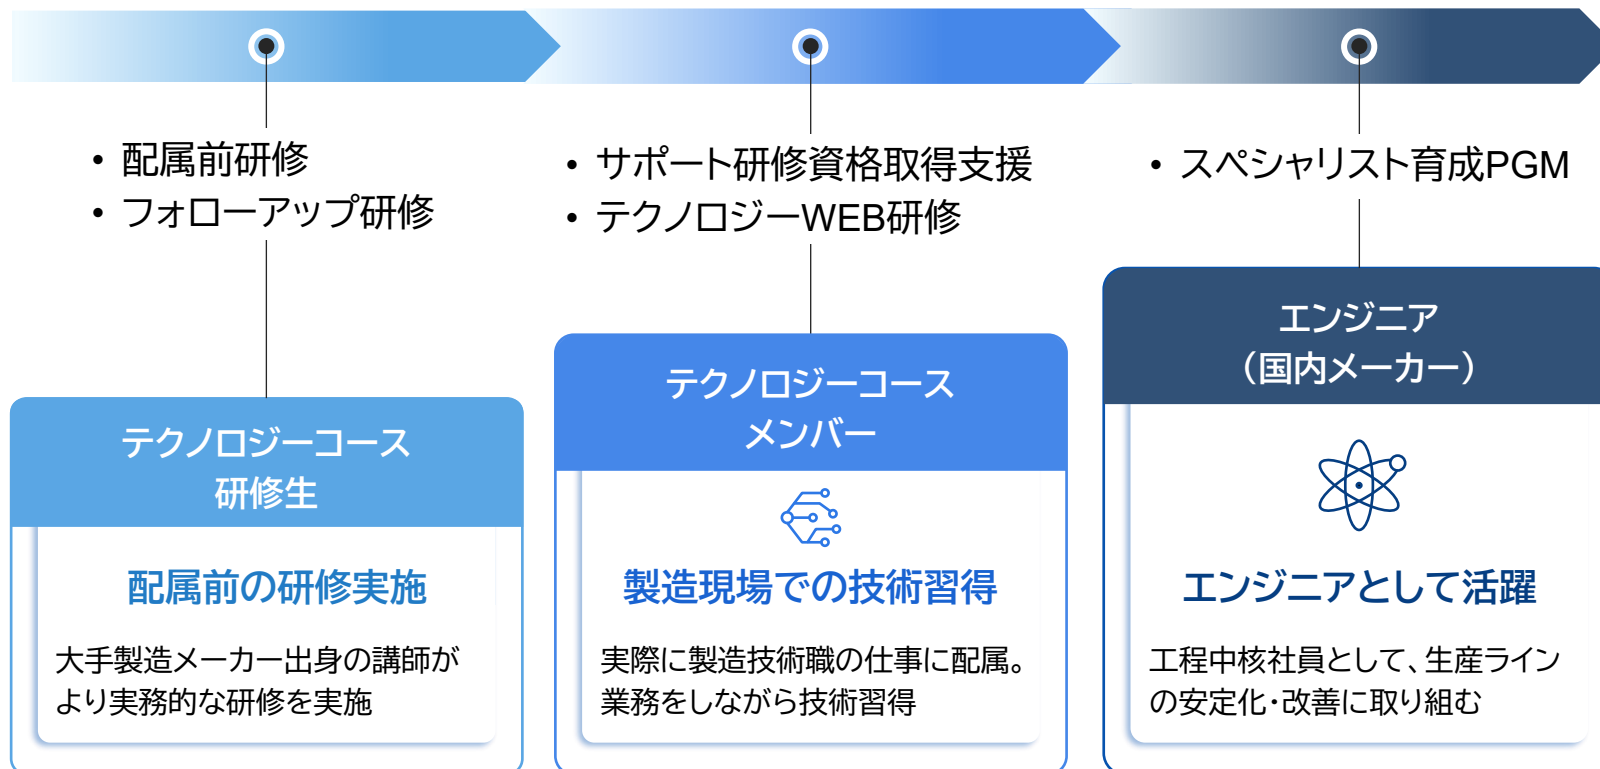 • 配属前研修
• フォローアップ研修
• サポート研修資格取得支援
• テクノロジーWEB研修
• スペシャリスト育成PGM
テクノロジーコース
研修生
配属前の研修実施
大手製造メーカー出身の講師が
より実務的な研修を実施
テクノロジーコース
メンバー
製造現場での技術習得
実際に製造技術職の仕事に配属。
業務をしながら技術習得
エンジニア
（国内メーカー）
エンジニアとして活躍
工程中核社員として、生産ライン
の安定化・改善に取り組む